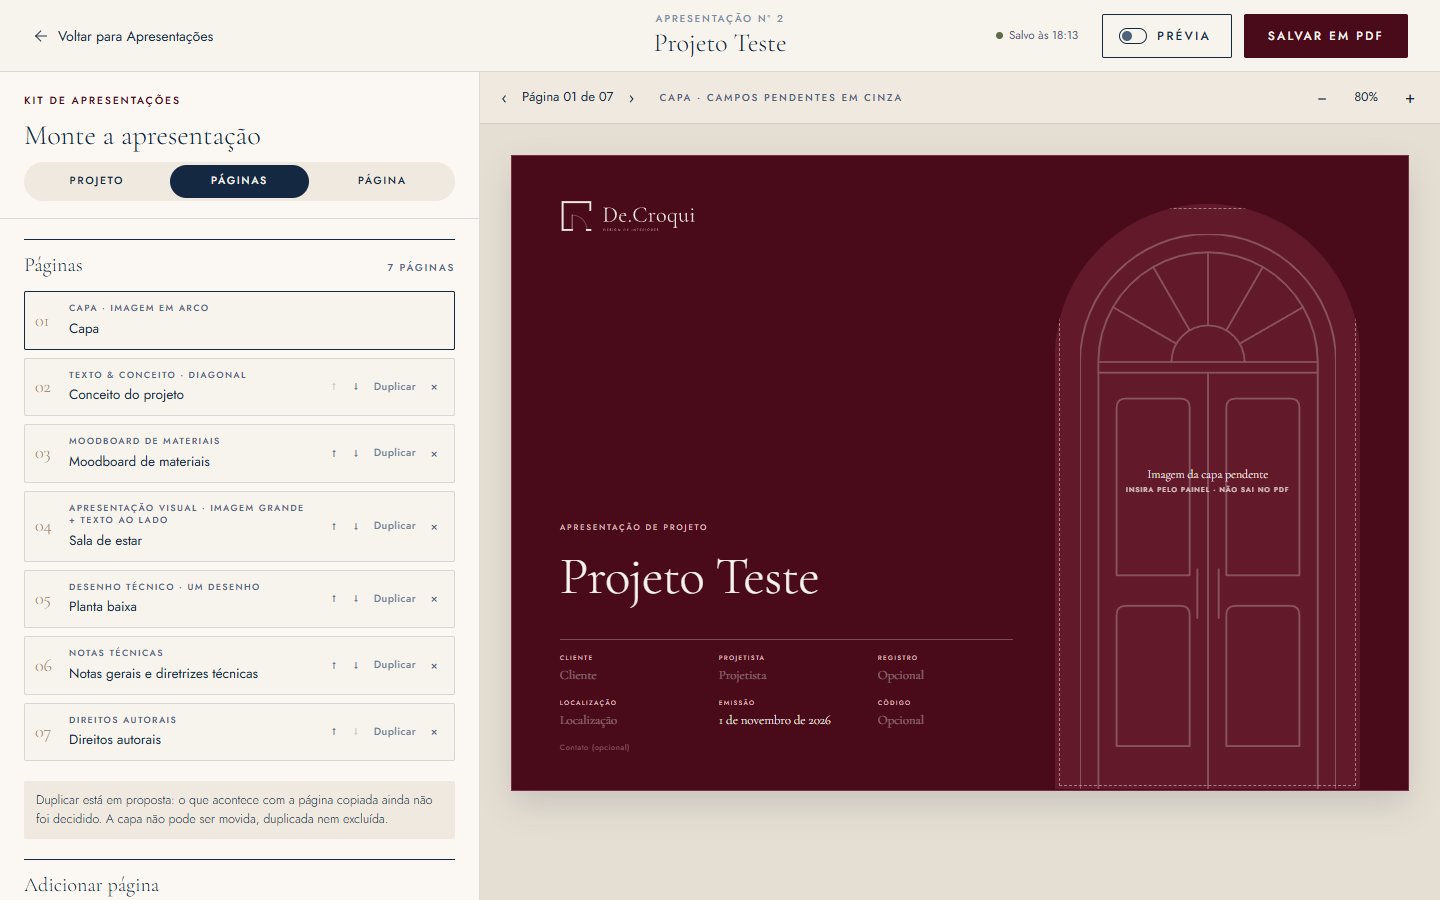 Voltar para Apresentações
APRESENTAÇÃO Nº 2
Projeto Teste
Salvo às 18:13
PRÉVIA
SALVAR EM PDF
KIT DE APRESENTAÇÕES
Monte a apresentação
PROJETO
PÁGINAS
PÁGINA
Páginas
7 PÁGINAS
01
CAPA · IMAGEM EM ARCO
Capa
02
TEXTO & CONCEITO · DIAGONAL
Conceito do projeto
↑ ↓ Duplicar ×
03
MOODBOARD DE MATERIAIS
Moodboard de materiais
↑ ↓ Duplicar ×
04
APRESENTAÇÃO VISUAL · IMAGEM GRANDE
+ TEXTO AO LADO
Sala de estar
↑ ↓ Duplicar ×
05
DESENHO TÉCNICO · UM DESENHO
Planta baixa
↑ ↓ Duplicar ×
06
NOTAS TÉCNICAS
Notas gerais e diretrizes técnicas
↑ ↓ Duplicar ×
07
DIREITOS AUTORAIS
Direitos autorais
↑ ↓ Duplicar ×
Duplicar está em proposta: o que acontece com a página copiada ainda não
foi decidido. A capa não pode ser movida, duplicada nem excluída.
Adicionar página
‹ Página 01 de 07 ›
CAPA · CAMPOS PENDENTES EM CINZA
− 80% +
De.Croqui
DESIGN DE INTERIORES
Imagem da capa pendente
INSIRA PELO PAINEL · NÃO SAI NO PDF
APRESENTAÇÃO DE PROJETO
Projeto Teste
CLIENTE
Cliente
PROJETISTA
Projetista
REGISTRO
Opcional
LOCALIZAÇÃO
Localização
EMISSÃO
1 de novembro de 2026
CÓDIGO
Opcional
Contato (opcional)